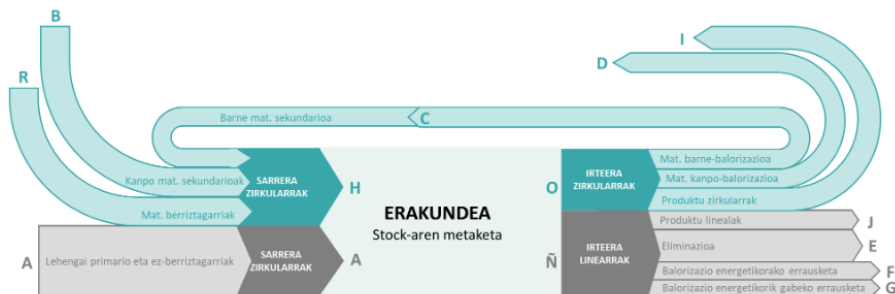 B
I
D
R
C
Barne mat. sekundarioa
Kanpo mat. sekundarioak
Mat. berriztagarriak
SARRERA
ZIRKULARRAK
H
ERAKUNDEA
Stock-aren metaketa
O
IRTEERA
ZIRKULARRAK
Mat. barne-balorizazioa
Mat. kanpo-balorizazioa
Produktu zirkularrak
A
Lehengai primario eta ez-berriztagarriak
SARRERA
ZIRKULARRAK
A
Ñ
IRTEERA
LINEARRAK
Produktu linealak
J
Eliminazioa
E
Balorizazio energetikorako errausketa
F
Balorizazio energetikorik gabeko errausketa
G